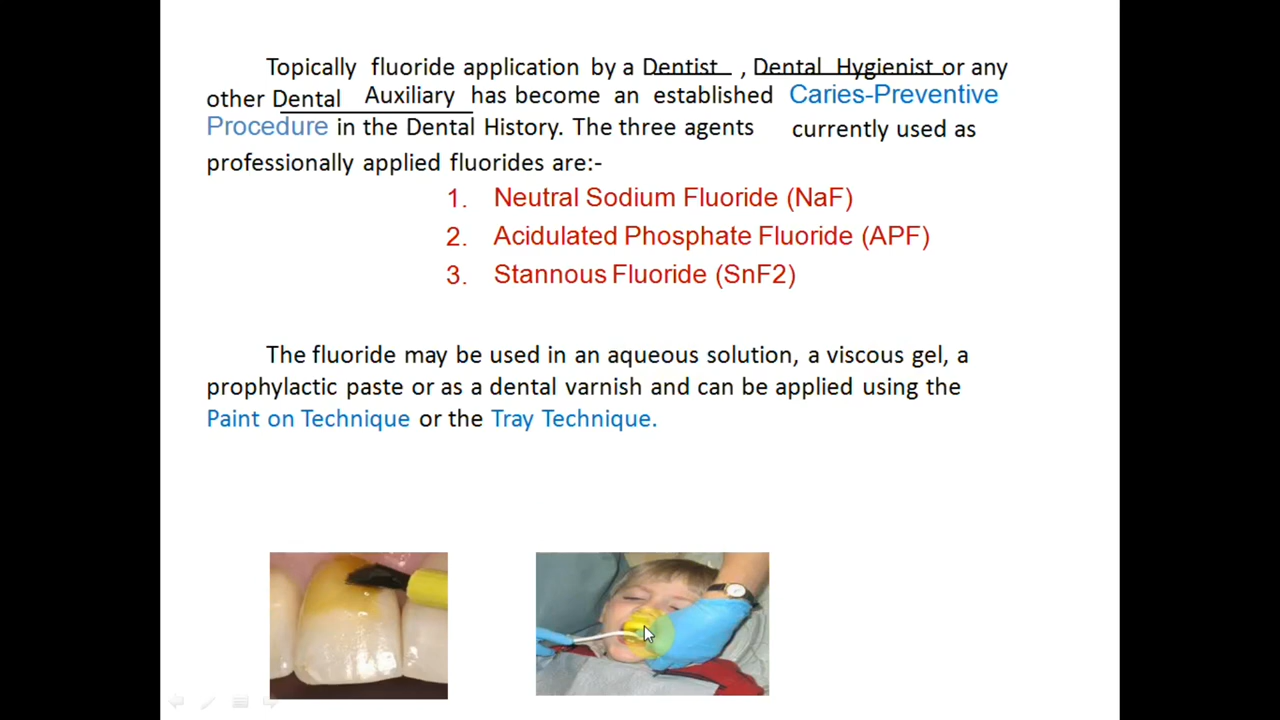 Topically fluoride application by a Dentist , Dental Hygienist or any
other Dental Auxiliary has become an established Caries-Preventive
Procedure in the Dental History. The three agents currently used as
professionally applied fluorides are:-
1. Neutral Sodium Fluoride (NaF)
2. Acidulated Phosphate Fluoride (APF)
3. Stannous Fluoride (SnF2)
The fluoride may be used in an aqueous solution, a viscous gel, a
prophylactic paste or as a dental varnish and can be applied using the
Paint on Technique or the Tray Technique.